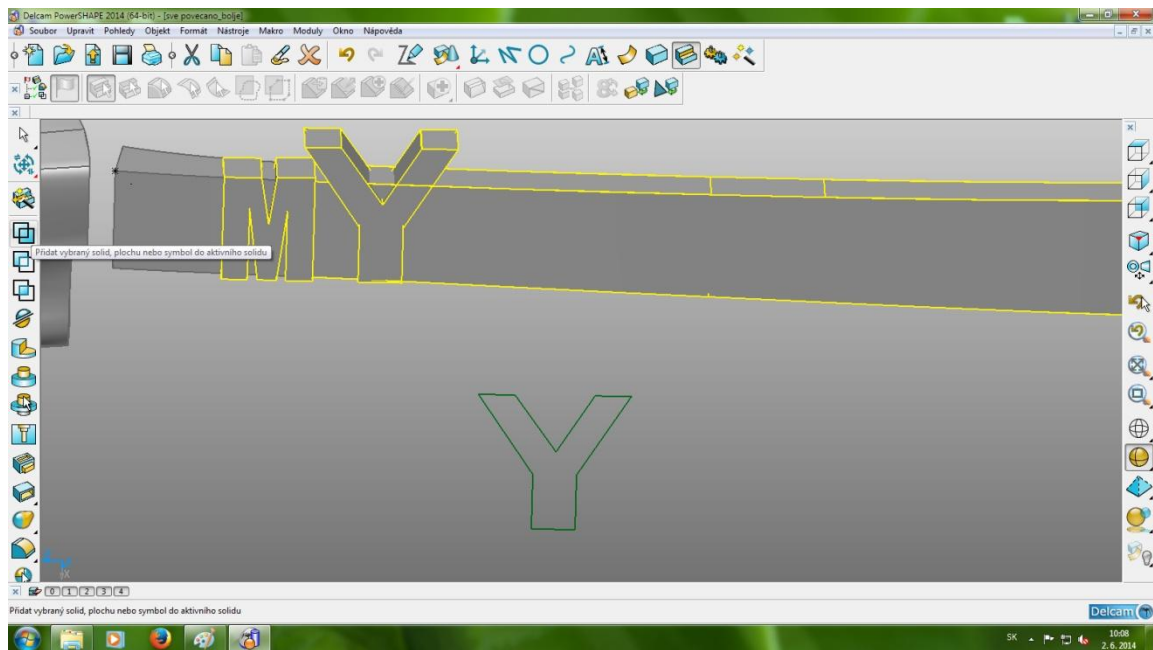 Delcam PowerSHAPE 2014 (64-bit) - [sve povecano_bolje]
Soubor Upravit Pohledy Objekt Formát Nástroje Makro Moduly Okno Nápověda
MY
Přidat vybraný solid, plochu nebo symbol do aktivního solidu
Y
X
0 1 2 3 4
Přidat vybraný solid, plochu nebo symbol do aktivního solidu
Delcam
SK
10:08
2. 6. 2014